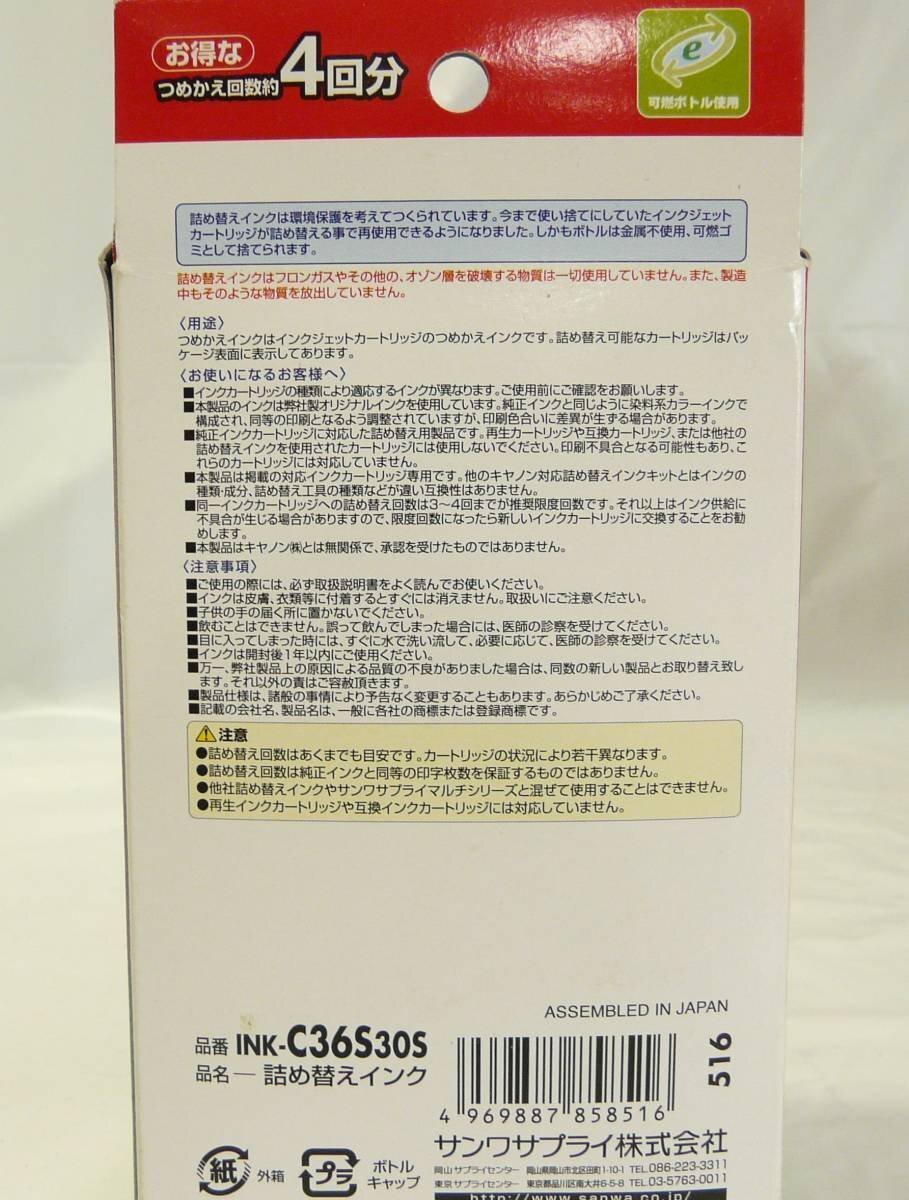 お得な
つめかえ回数約4回分
e
可燃ボトル使用
詰め替えインクは環境保護を考えてつくられています。今まで使い捨てにしていたインクジェット
カートリッジが詰め替える事で再使用できるようになりました。しかもボトルは金属不使用、可燃ゴ
ミとして捨てられます。
詰め替えインクはフロンガスやその他の、オゾン層を破壊する物質は一切使用していません。また、製造
中もそのような物質を放出していません。
〈用途〉
つめかえインクはインクジェットカートリッジのつめかえインクです。詰め替え可能なカートリッジはパッ
ケージ表面に表示してあります。
〈お使いになるお客様へ〉
■インクカートリッジの種類により適応するインクが異なります。ご使用前にご確認をお願いします。
■本製品のインクは弊社製オリジナルインクを使用しています。純正インクと同じように染料系カラーインクで
構成され、同等の印刷となるよう調整されていますが、印刷色合いに差異が生ずる場合があります。
■純正インクカートリッジに対応した詰め替え用製品です。再生カートリッジや互換カートリッジ、または他社の
詰め替えインクを使用されたカートリッジには使用しないでください。印刷不具合となる可能性もあり、こ
れらのカートリッジには対応していません。
■本製品は掲載の対応インクカートリッジ専用です。他のキヤノン対応詰め替えインクキットとはインクの
種類・成分、詰め替え工具の種類などが違い互換性はありません。
■同一インクカートリッジへの詰め替え回数は3〜4回までが推奨限度回数です。それ以上はインク供給に
不具合が生じる場合がありますので、限度回数になったら新しいインクカートリッジに交換することをお勧
めします。
■本製品はキヤノン㈱とは無関係で、承認を受けたものではありません。
〈注意事項〉
■ご使用の際には、必ず取扱説明書をよく読んでお使いください。
■インクは皮膚、衣類等に付着するとすぐには消えません。取扱いにご注意ください。
■子供の手の届く所に置かないでください。
■飲むことはできません。誤って飲んでしまった場合には、医師の診察を受けてください。
■目に入ってしまった時には、すぐに水で洗い流して、必要に応じて、医師の診察を受けてください。
■インクは開封後1年以内にご使用ください。
■万一、弊社製品上の原因による品質の不良がありました場合は、同数の新しい製品とお取り替え致し
ます。それ以外の責はご容赦頂きます。
■製品仕様は、諸般の事情により予告なく変更することもあります。あらかじめご了承ください。
■記載の会社名、製品名は、一般に各社の商標または登録商標です。
注意
●詰め替え回数はあくまでも目安です。カートリッジの状況により若干異なります。
●詰め替え回数は純正インクと同等の印字枚数を保証するものではありません。
●他社詰め替えインクやサンワサプライマルチシリーズと混ぜて使用することはできません。
●再生インクカートリッジや互換インクカートリッジには対応していません。
ASSEMBLED IN JAPAN
品番 INK-C36S30S
品名 ― 詰め替えインク
516
4 969887 858516
サンワサプライ株式会社
岡山サプライセンター 岡山県岡山市北区田町1-10-1 TEL.086-223-3311
東京サプライセンター 東京都品川区南大井6-5-8 TEL.03-5763-0011
http://www.sanwa.co.jp/
紙 外箱
プラ ボトル
キャップ